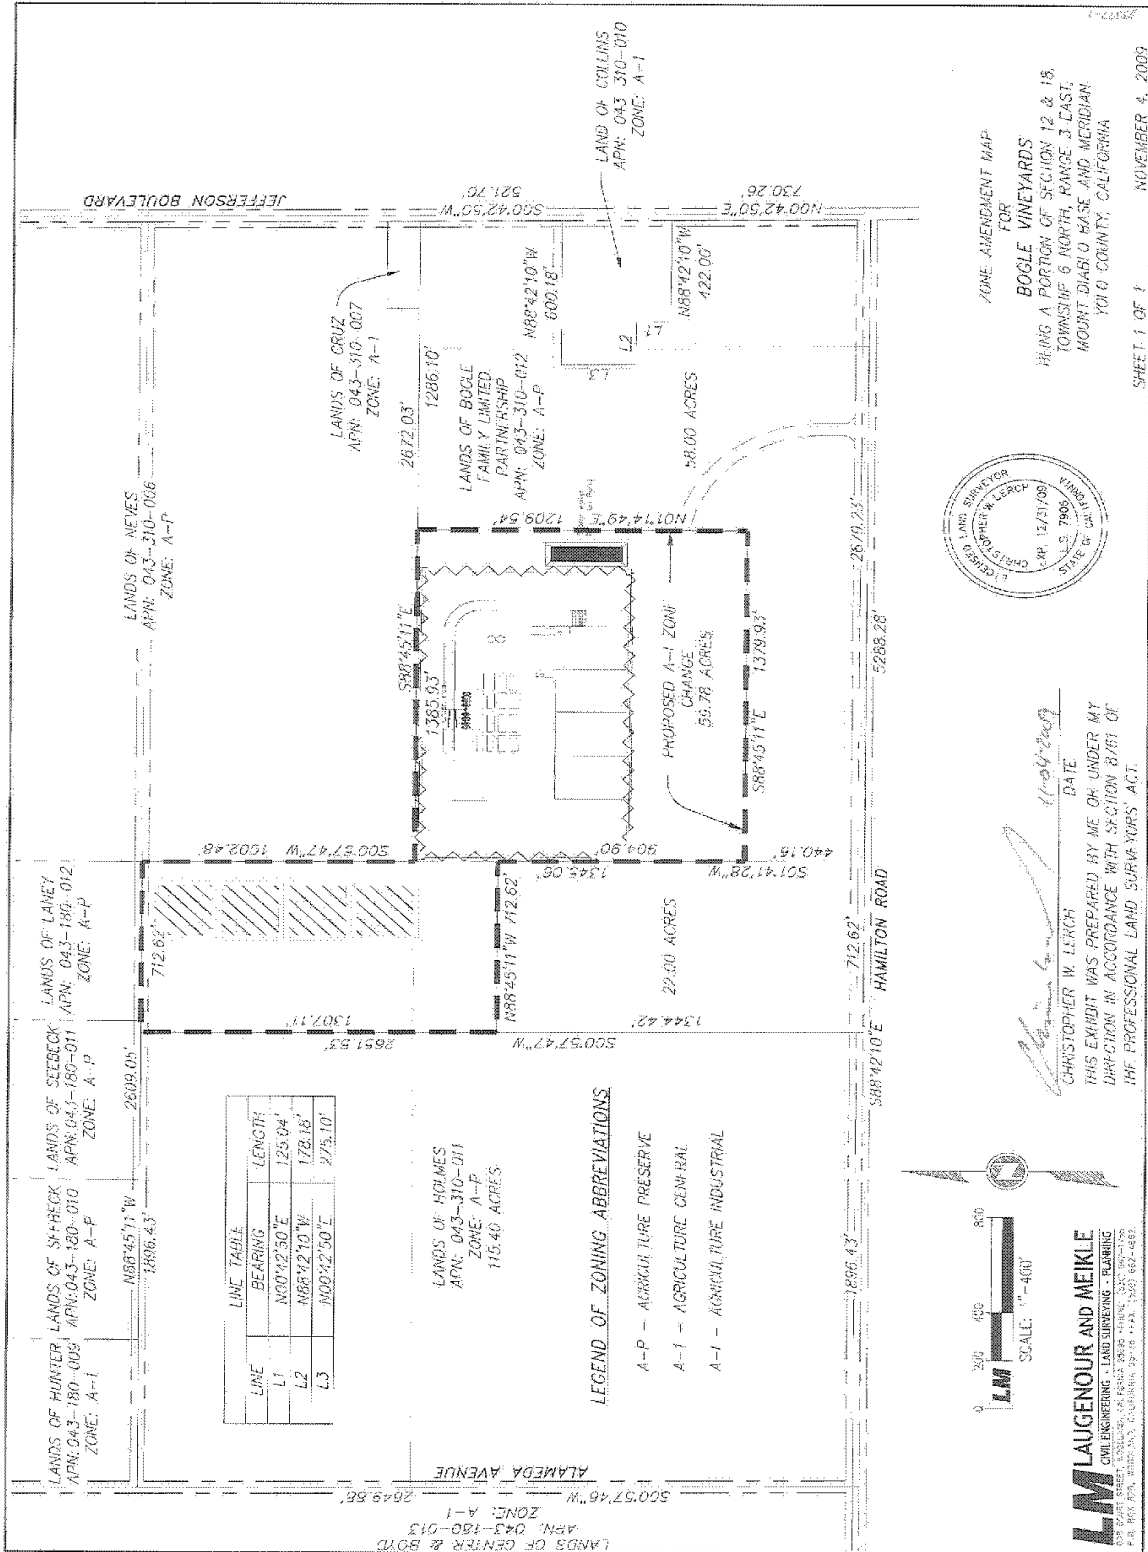 LANDS OF HUNTER
APN: 043-180-009
ZONE: A-1
LANDS OF SEEBECK
APN: 043-180-010
ZONE: A-P
LANDS OF SEEBECK
APN: 043-180-011
ZONE: A-P
LANDS OF LANEY
APN: 043-180-012
ZONE: A-P
LANDS OF NEVES
APN: 043-310-006
ZONE: A-P
N88°45'11"W 2609.05'
1896.43'
712.62'
JEFFERSON BOULEVARD
LANDS OF CRUZ
APN: 043-310-007
ZONE: A-1
LAND OF COLLINS
APN: 043-310-010
ZONE: A-1
LINE TABLE
LINE BEARING LENGTH
L1 N00°42'50"E 125.04'
L2 N88°42'10"W 178.18'
L3 N00°42'50"E 275.10'
2651.53'
1307.11'
S00°57'47"W 1002.48'
S88°45'11"E
1385.93'
2672.03'
1286.10'
S00°42'50"W
521.70'
LANDS OF BOGLE
FAMILY LIMITED
PARTNERSHIP
APN: 043-310-012
ZONE: A-P
N88°42'10"W
600.18'
L3
L2
L1
N88°42'10"W
422.00'
N00°42'50"E
730.26'
N01°14'49"E 1209.54'
58.00 ACRES
LANDS OF HOLMES
APN: 043-310-011
ZONE: A-P
115.40 ACRES
N88°45'11"W 712.62'
1345.06'
904.90'
S01°41'28"W
440.16'
PROPOSED A-I ZONE
CHANGE
59.78 ACRES
S88°45'11"E 1379.93'
29.00 ACRES
S00°57'47"W
1344.42'
LEGEND OF ZONING ABBREVIATIONS
A-P - AGRICULTURE PRESERVE
A-1 - AGRICULTURE GENERAL
A-I - AGRICULTURE INDUSTRIAL
LANDS OF CENTER & BOYD
APN: 043-180-013
ZONE: A-1
S00°57'46"W 2649.88'
ALAMEDA AVENUE
1896.43'
712.62'
2679.23'
S88°42'10"E
HAMILTON ROAD
5288.28'
0 200 400 800
LM
SCALE: 1"=400'
LM LAUGENOUR AND MEIKLE
CIVIL ENGINEERING · LAND SURVEYING · PLANNING
CHRISTOPHER W. LERCH
DATE
THIS EXHIBIT WAS PREPARED BY ME OR UNDER MY
DIRECTION IN ACCORDANCE WITH SECTION 8761 OF
THE PROFESSIONAL LAND SURVEYORS' ACT.
LICENSED LAND SURVEYOR
CHRISTOPHER W. LERCH
EXP. 12/31/09
L.S. 7906
STATE OF CALIFORNIA
ZONE AMENDMENT MAP
FOR
BOGLE VINEYARDS
BEING A PORTION OF SECTION 12 & 18,
TOWNSHIP 6 NORTH, RANGE 3 EAST,
MOUNT DIABLO BASE AND MERIDIAN
YOLO COUNTY, CALIFORNIA
SHEET 1 OF 1 NOVEMBER 4, 2009